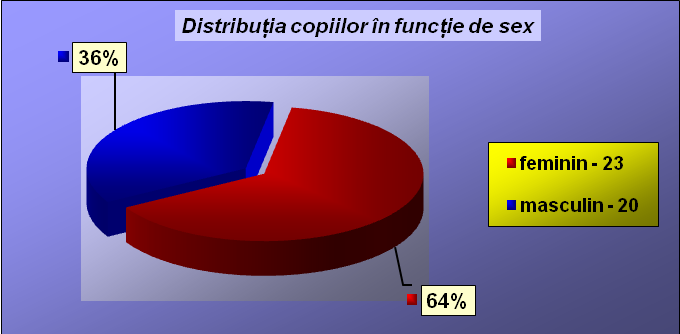 Distribuția copiilor în funcție de sex
36%
feminin - 23
masculin - 20
64%